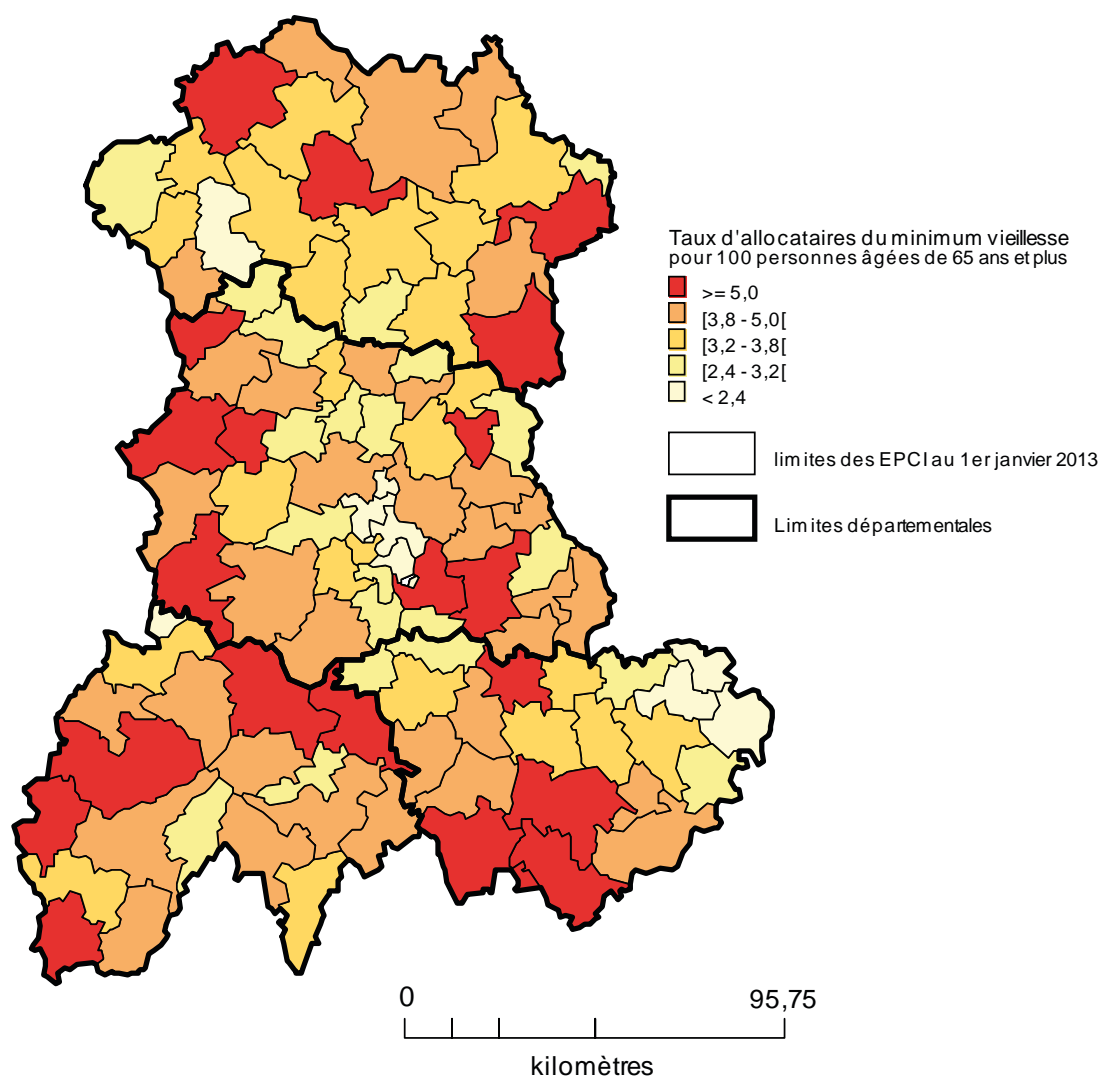 Taux d'allocataires du minimum vieillesse
pour 100 personnes âgées de 65 ans et plus
>= 5,0
[3,8 - 5,0[
[3,2 - 3,8[
[2,4 - 3,2[
< 2,4
limites des EPCI au 1er janvier 2013
Limites départementales
0 95,75
kilomètres